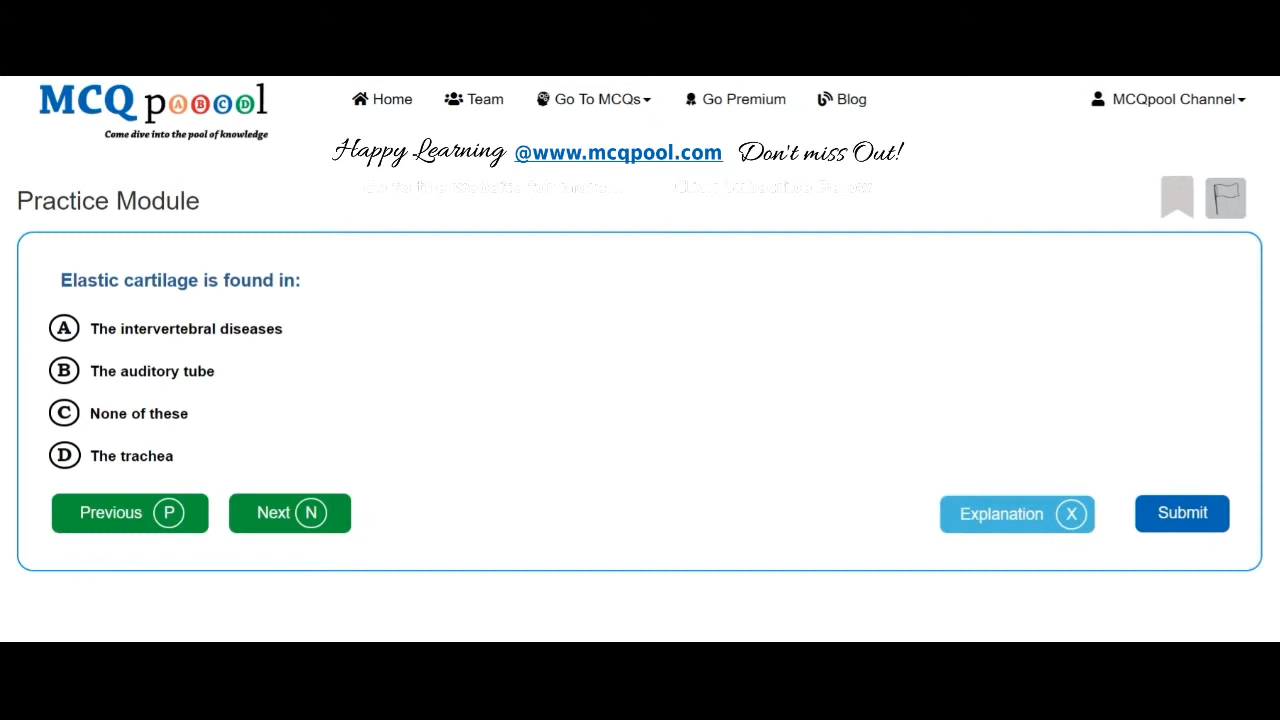 MCQ pABCDl
Come dive into the pool of knowledge
Home Team Go To MCQs Go Premium Blog MCQpool Channel
Happy Learning @www.mcqpool.com Don't miss Out!
Practice Module
Elastic cartilage is found in:
A The intervertebral diseases
B The auditory tube
C None of these
D The trachea
Previous P Next N Explanation X Submit